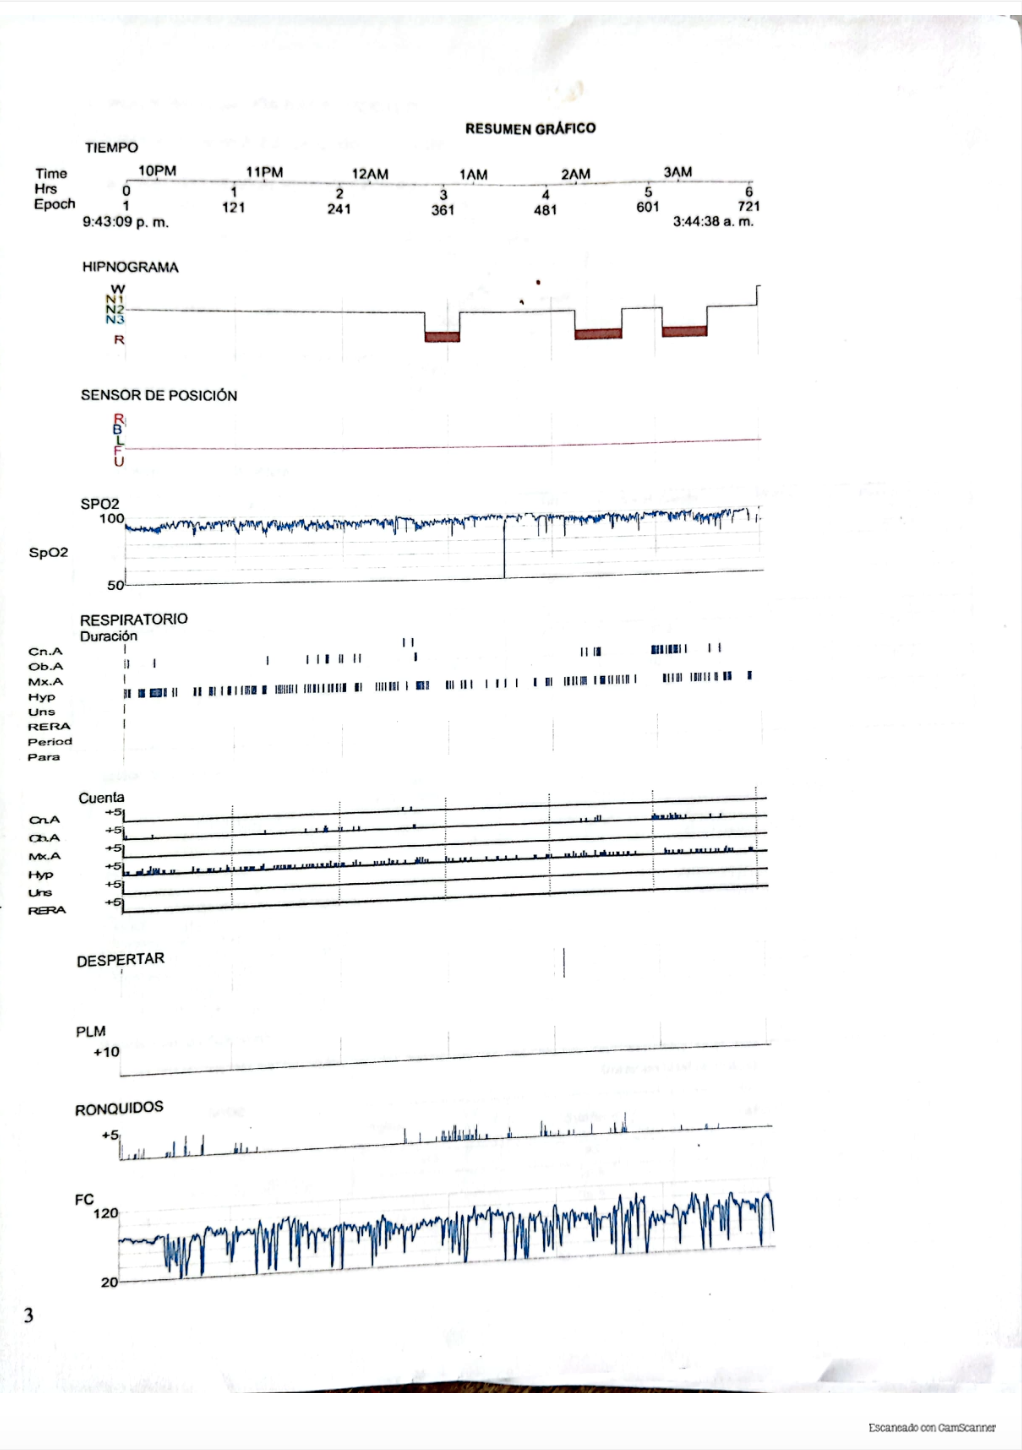 RESUMEN GRÁFICO
TIEMPO
Time 10PM 11PM 12AM 1AM 2AM 3AM
Hrs 0 1 2 3 4 5 6
Epoch 1 121 241 361 481 601 721
9:43:09 p. m. 3:44:38 a. m.
HIPNOGRAMA
W
N1
N2
N3
R
SENSOR DE POSICIÓN
R
B
L
F
U
SPO2
100
SpO2
50
RESPIRATORIO
Duración
Cn.A
Ob.A
Mx.A
Hyp
Uns
RERA
Period
Para
Cuenta
+5
Cn.A
+5
Ob.A
+5
Mx.A
+5
Hyp
+5
Uns
+5
RERA
DESPERTAR
PLM
+10
RONQUIDOS
+5
FC
120
20
3
Escaneado con CamScanner